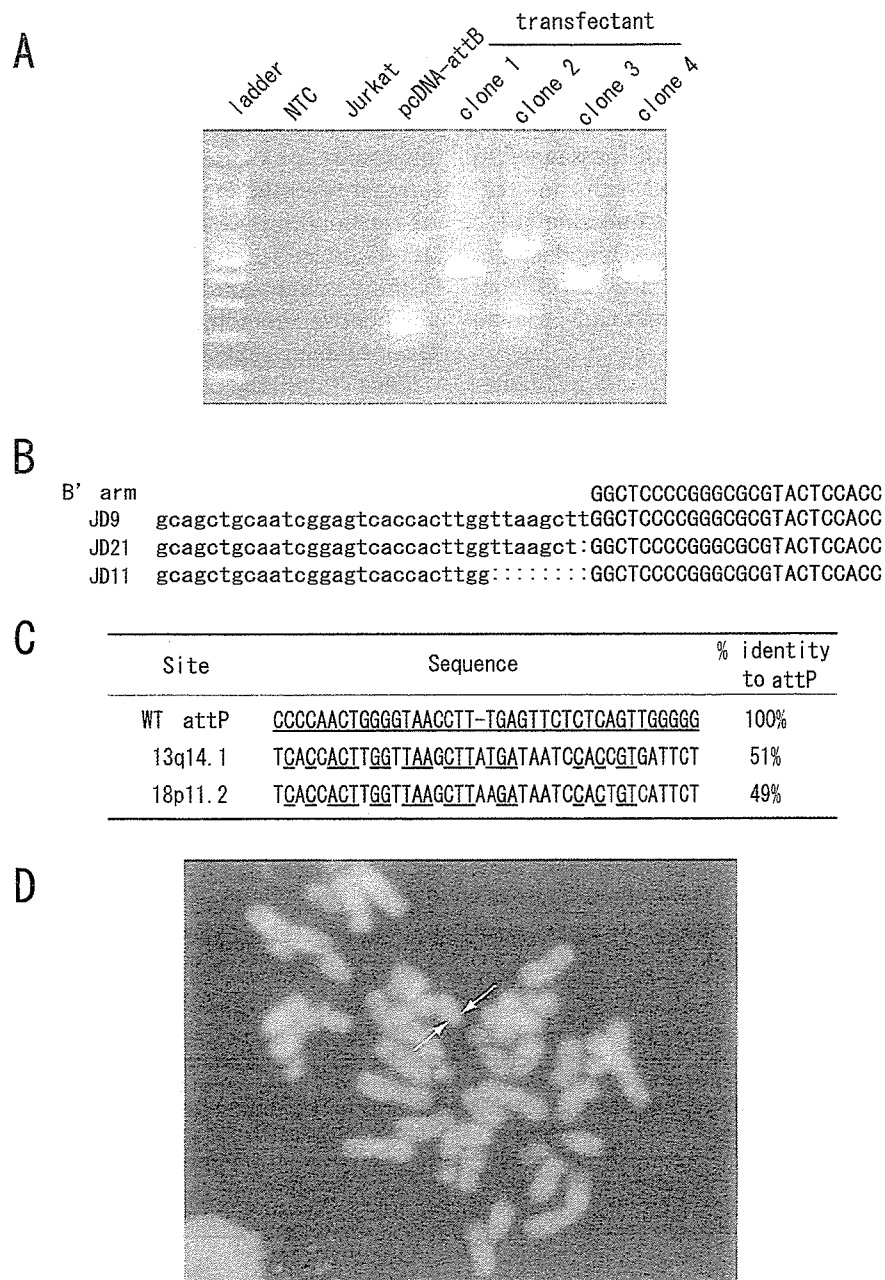 A
transfectant
ladder NTC Jurkat pcDNA-attB clone 1 clone 2 clone 3 clone 4
B
B' arm GGCTCCCCGGGCGCGTACTCCACC
JD9 gcagctgcaatcggagtcaccacttggttaagcttGGCTCCCCGGGCGCGTACTCCACC
JD21 gcagctgcaatcggagtcaccacttggttaagct:GGCTCCCCGGGCGCGTACTCCACC
JD11 gcagctgcaatcggagtcaccacttgg::::::::GGCTCCCCGGGCGCGTACTCCACC
C
Site Sequence % identity to attP
WT attP CCCCAACTGGGGTAACCTT-TGAGTTCTCTCAGTTGGGGG 100%
13q14.1 TCACCACTTGGTTAAGCTTATGATAATCCACCGTGATTCT 51%
18p11.2 TCACCACTTGGTTAAGCTTAAGATAATCCACTGTCATTCT 49%
D